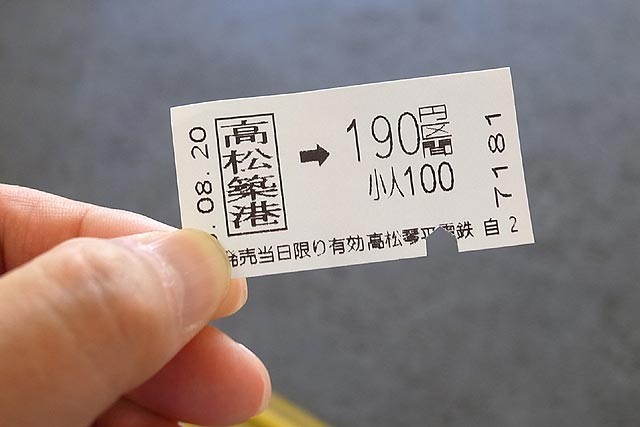 08.20
高松築港
➡ 190円区間
小人100
7181
発売当日限り有効高松琴平電鉄 自2